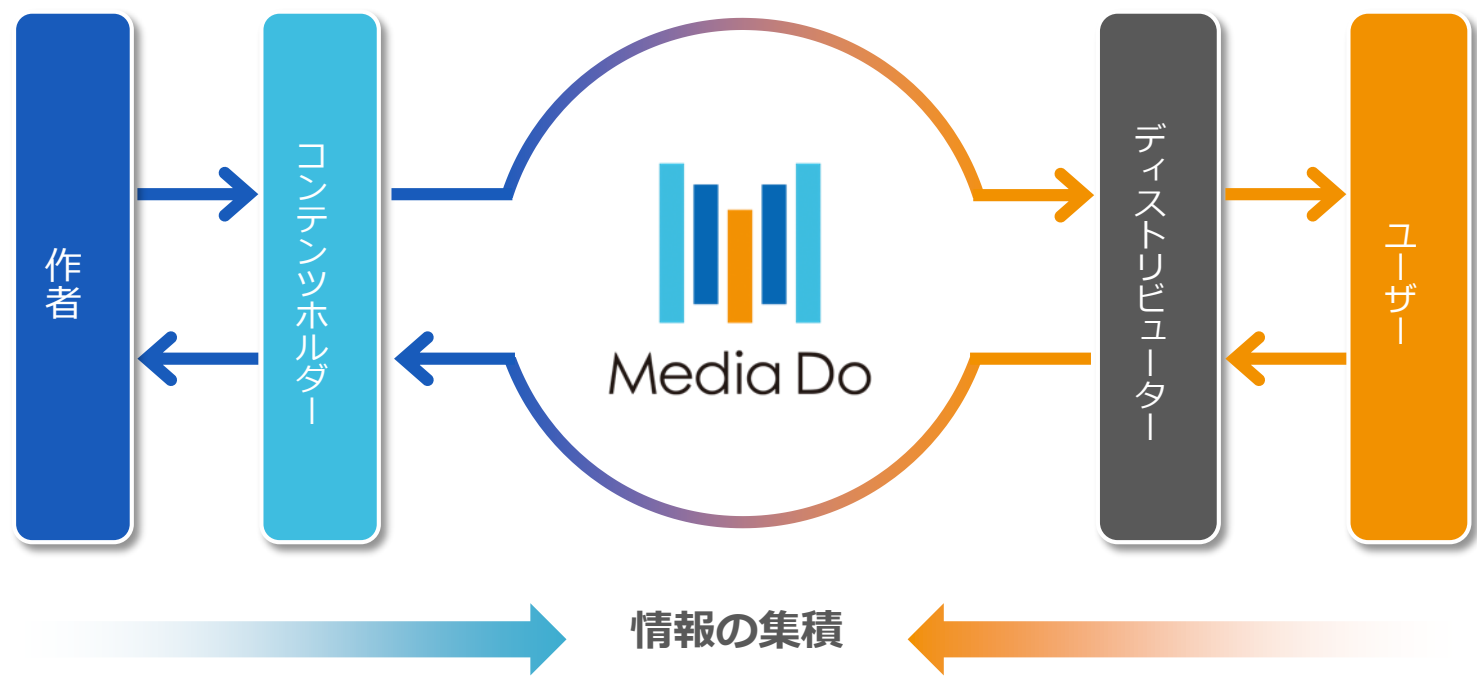 作者
コンテンツホルダー
Media Do
ディストリビューター
ユーザー
情報の集積